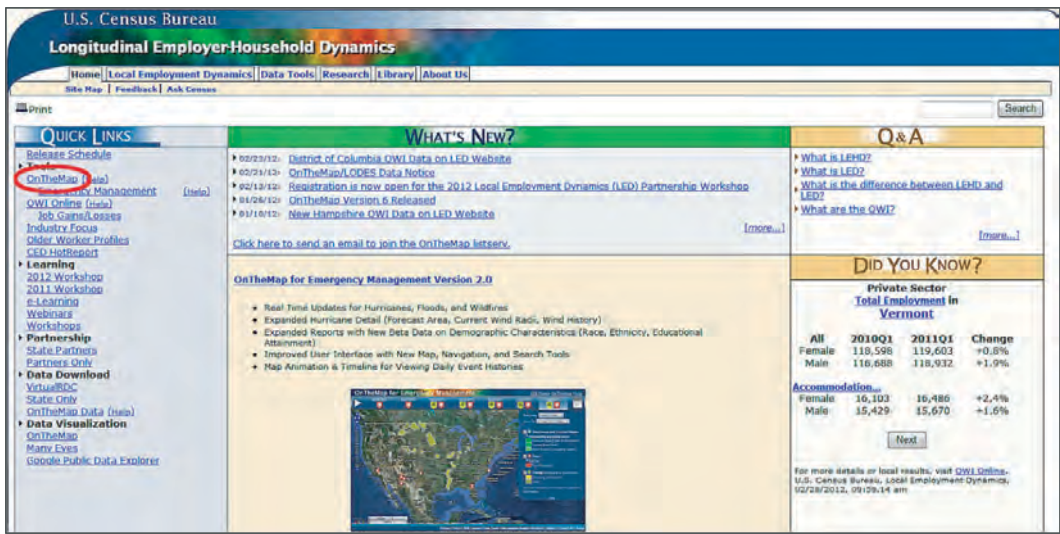 U.S. Census Bureau
Longitudinal Employer-Household Dynamics
Home Local Employment Dynamics Data Tools Research Library About Us
Site Map | Feedback | Ask Census
Print
Search
QUICK LINKS
Release Schedule
Tools
OnTheMap (Help)
Emergency Management (Help)
QWI Online (Help)
Job Gains/Losses
Industry Focus
Older Worker Profiles
CED HotReport
Learning
2012 Workshop
2011 Workshop
e-Learning
Webinars
Workshops
Partnership
State Partners
Partners Only
Data Download
VirtualRDC
State Only
OnTheMap Data (Help)
Data Visualization
OnTheMap
Many Eyes
Google Public Data Explorer
WHAT'S NEW?
02/23/12: District of Columbia QWI Data on LED Website
02/21/12: OnTheMap/LODES Data Notice
02/13/12: Registration is now open for the 2012 Local Employment Dynamics (LED) Partnership Workshop
01/26/12: OnTheMap Version 6 Released
01/10/12: New Hampshire QWI Data on LED Website
[more...]
Click here to send an email to join the OnTheMap listserv.
OnTheMap for Emergency Management Version 2.0
• Real Time Updates for Hurricanes, Floods, and Wildfires
• Expanded Hurricane Detail (Forecast Area, Current Wind Radii, Wind History)
• Expanded Reports with New Beta Data on Demographic Characteristics (Race, Ethnicity, Educational
Attainment)
• Improved User Interface with New Map, Navigation, and Search Tools
• Map Animation & Timeline for Viewing Daily Event Histories
OnTheMap for Emergency Management
Q&A
What is LEHD?
What is LED?
What is the difference between LEHD and
LED?
What are the QWI?
[more...]
DID YOU KNOW?
Private Sector
Total Employment in
Vermont
All 2010Q1 2011Q1 Change
Female 118,598 119,603 +0.8%
Male 116,688 118,932 +1.9%
Accommodation...
Female 16,103 16,486 +2.4%
Male 15,429 15,670 +1.6%
Next
For more details or local results, visit QWI Online.
U.S. Census Bureau, Local Employment Dynamics,
02/28/2012, 09:59:14 am